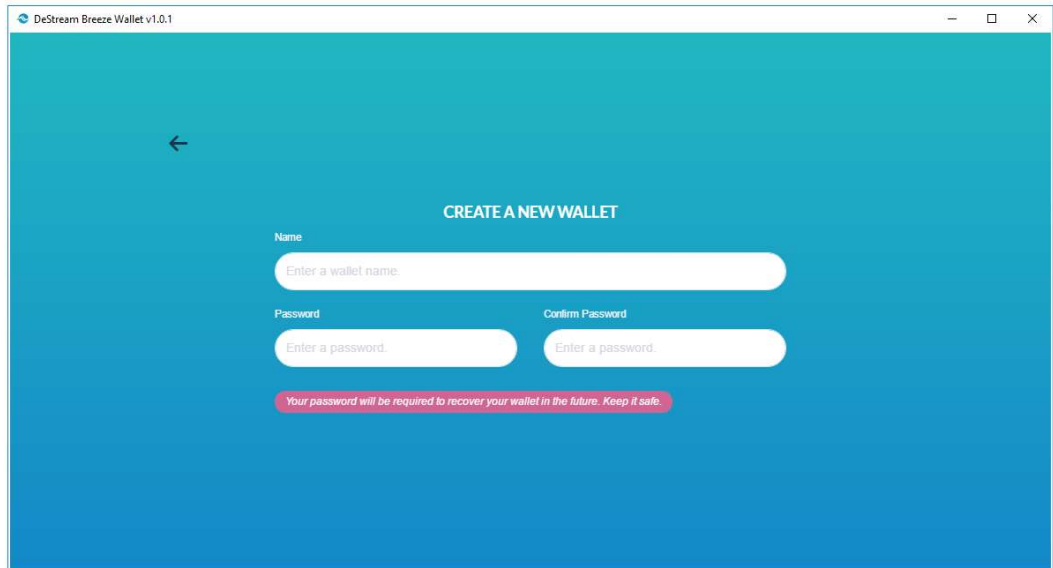 DeStream Breeze Wallet v1.0.1
CREATE A NEW WALLET
Name
Enter a wallet name.
Password
Confirm Password
Enter a password.
Enter a password.
Your password will be required to recover your wallet in the future. Keep it safe.